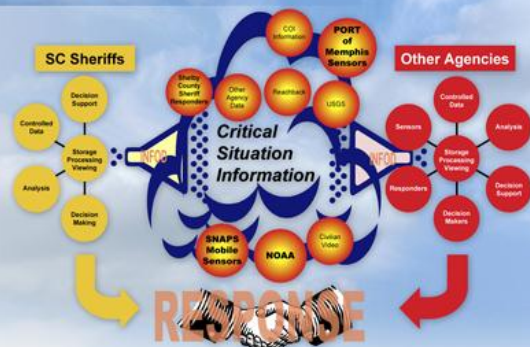 SC Sheriffs
Decision
Support
Controlled
Data
Storage
Processing
Viewing
Analysis
Decision
Making
INFOD
COI
Information
PORT
of
Memphis
Sensors
Shelby
County
Sheriff
Responders
Other
Agency
Data
Reachback
USGS
Critical
Situation
Information
SNAPS
Mobile
Sensors
NOAA
Civilian
Video
INFOD
Other Agencies
Controlled
Data
Sensors
Analysis
Storage
Processing
Viewing
Responders
Decision
Support
Decision
Makers
RESPONSE